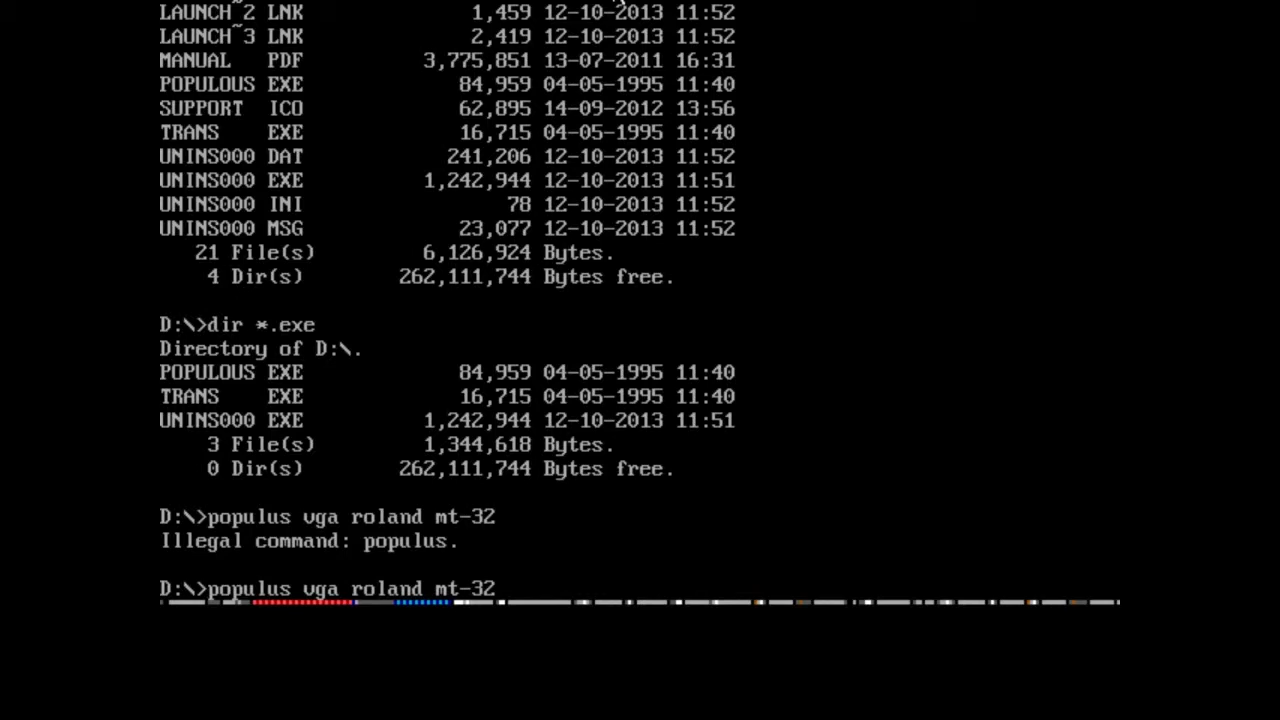 LAUNCH~2 LNK 1,459 12-10-2013 11:52
LAUNCH~3 LNK 2,419 12-10-2013 11:52
MANUAL PDF 3,775,851 13-07-2011 16:31
POPULOUS EXE 84,959 04-05-1995 11:40
SUPPORT ICO 62,895 14-09-2012 13:56
TRANS EXE 16,715 04-05-1995 11:40
UNINS000 DAT 241,206 12-10-2013 11:52
UNINS000 EXE 1,242,944 12-10-2013 11:51
UNINS000 INI 78 12-10-2013 11:52
UNINS000 MSG 23,077 12-10-2013 11:52
21 File(s) 6,126,924 Bytes.
4 Dir(s) 262,111,744 Bytes free.
D:\>dir *.exe
Directory of D:\.
POPULOUS EXE 84,959 04-05-1995 11:40
TRANS EXE 16,715 04-05-1995 11:40
UNINS000 EXE 1,242,944 12-10-2013 11:51
3 File(s) 1,344,618 Bytes.
0 Dir(s) 262,111,744 Bytes free.
D:\>populus vga roland mt-32
Illegal command: populus.
D:\>populus vga roland mt-32